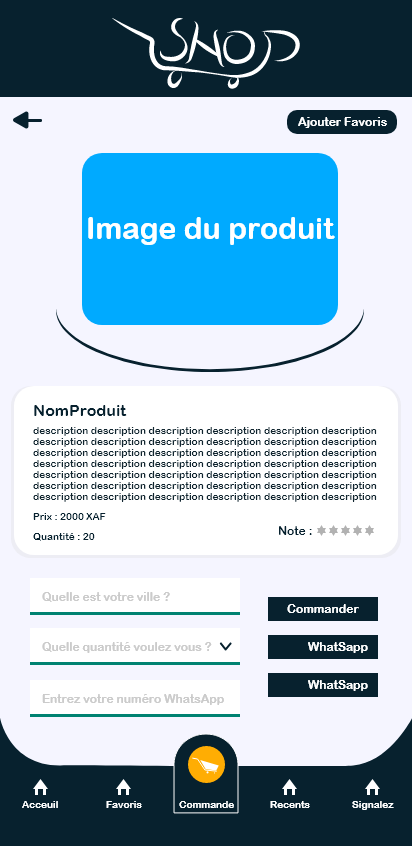 SHOP
Ajouter Favoris
Image du produit
NomProduit
description description description description description description
description description description description description description
description description description description description description
description description description description description description
description description description description description description
description description description description description description
description description description description description description
Prix : 2000 XAF
Note :
Quantité : 20
Quelle est votre ville ?
Commander
Quelle quantité voulez vous ?
WhatSapp
Entrez votre numéro WhatsApp
WhatSapp
Acceuil
Favoris
Commande
Recents
Signalez